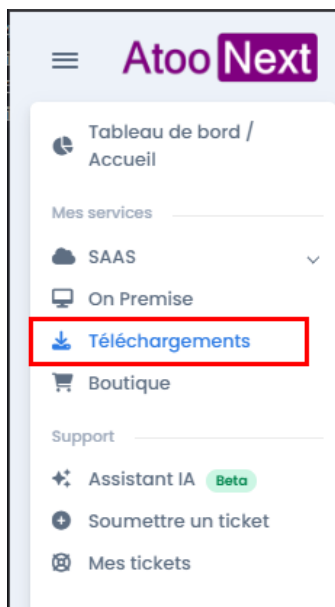 Atoo Next
Tableau de bord /
Accueil
Mes services
SAAS
On Premise
Téléchargements
Boutique
Support
Assistant IA Beta
Soumettre un ticket
Mes tickets